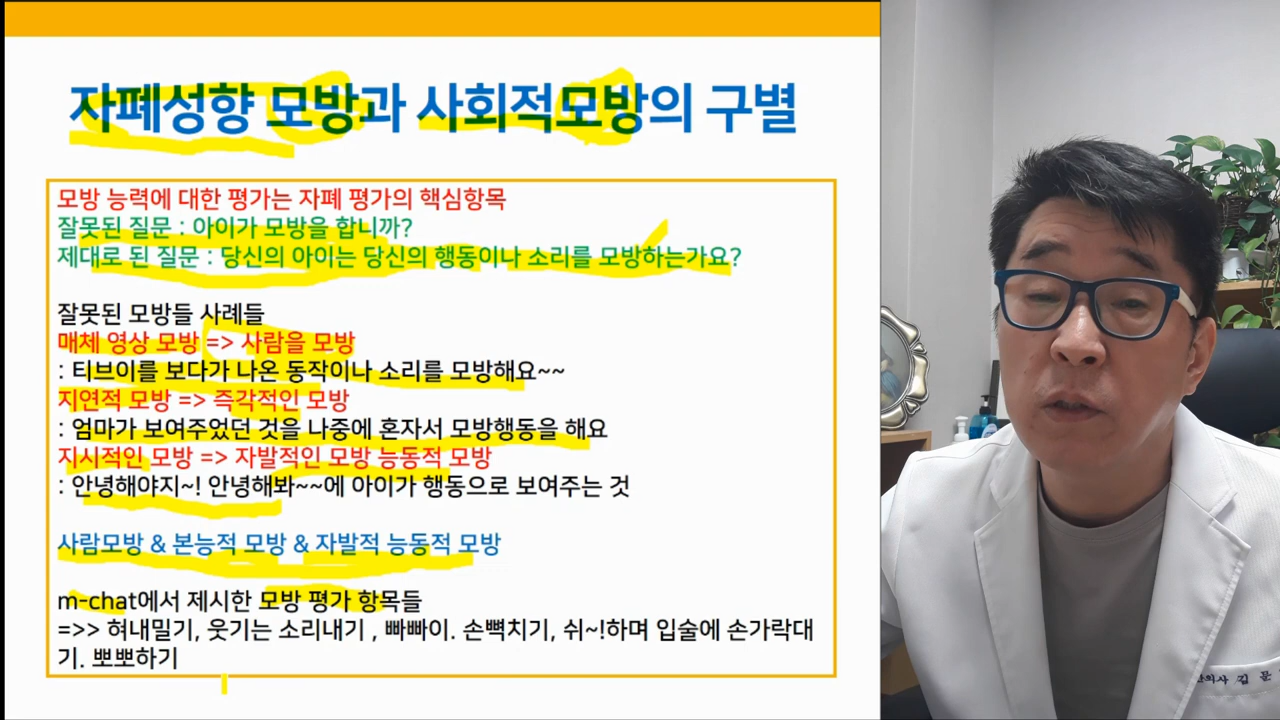 자폐성향 모방과 사회적모방의 구별
모방 능력에 대한 평가는 자폐 평가의 핵심항목
잘못된 질문 : 아이가 모방을 합니까?
제대로 된 질문 : 당신의 아이는 당신의 행동이나 소리를 모방하는가요?
잘못된 모방들 사례들
매체 영상 모방 => 사람을 모방
: 티브이를 보다가 나온 동작이나 소리를 모방해요~~
지연적 모방 => 즉각적인 모방
: 엄마가 보여주었던 것을 나중에 혼자서 모방행동을 해요
지시적인 모방 => 자발적인 모방 능동적 모방
: 안녕해야지~! 안녕해봐~~에 아이가 행동으로 보여주는 것
사람모방 & 본능적 모방 & 자발적 능동적 모방
m-chat에서 제시한 모방 평가 항목들
=>> 혀내밀기, 웃기는 소리내기 , 빠빠이. 손뼉치기, 쉬~!하며 입술에 손가락대
기. 뽀뽀하기
한의사 김 문